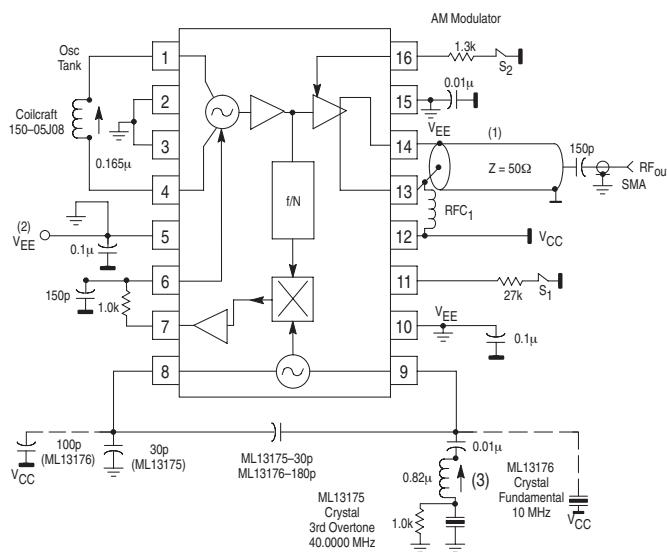 AM Modulator
Osc
Tank
1
16
1.3k
S2
Coilcraft
150–05J08
0.01µ
2
15
VEE
(1)
3
14
150p
0.165µ
Z = 50Ω
RFout
SMA
4
13
f/N
RFC1
(2)
VEE
5
12
VCC
0.1µ
6
11
27k
S1
150p
1.0k
7
10
VEE
0.1µ
8
9
100p
(ML13176)
VCC
30p
(ML13175)
ML13175–30p
ML13176–180p
0.01µ
0.82µ
(3)
ML13176
Crystal
Fundamental
10 MHz
VCC
ML13175
Crystal
3rd Overtone
40.0000 MHz
1.0k